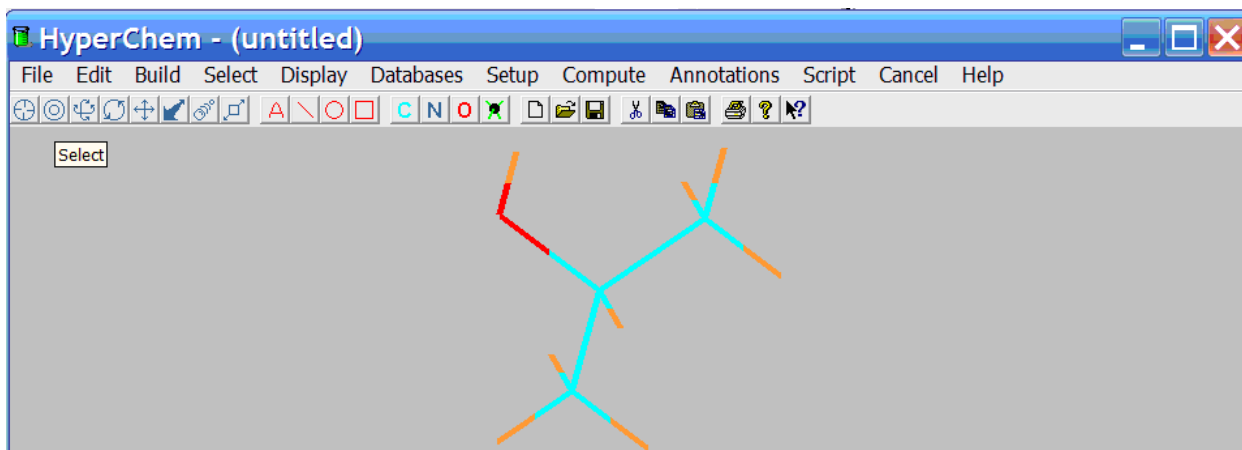 HyperChem - (untitled)
File Edit Build Select Display Databases Setup Compute Annotations Script Cancel Help
A C N O ? ?
Select